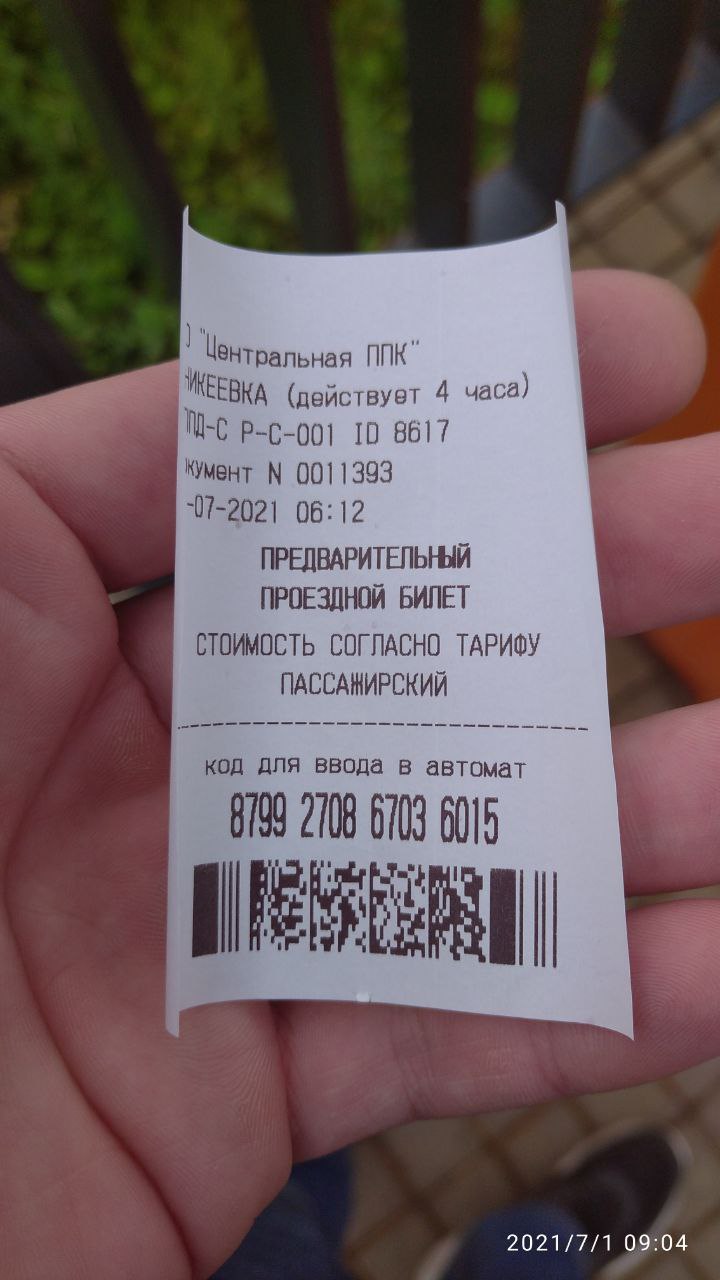 "Центральная ППК"
НИКЕЕВКА (действует 4 часа)
ППД-С Р-С-001 ID 8617
кумент N 0011393
-07-2021 06:12
ПРЕДВАРИТЕЛЬНЫЙ
ПРОЕЗДНОЙ БИЛЕТ
СТОИМОСТЬ СОГЛАСНО ТАРИФУ
ПАССАЖИРСКИЙ
код для ввода в автомат
8799 2708 6703 6015
2021/7/1 09:04